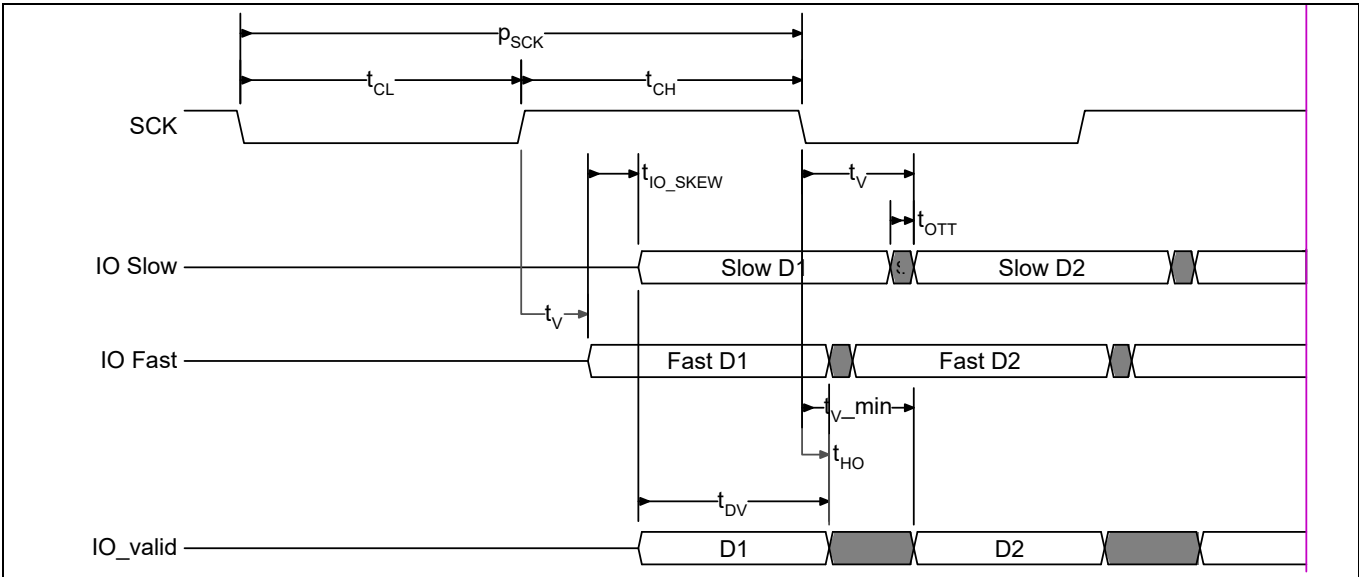 pSCK
tCL tCH
SCK
tIO_SKEW tV
tOTT
IO Slow Slow D1 Slow D2
tV
IO Fast Fast D1 Fast D2
tV_min
tHO
tDV
IO_valid D1 D2